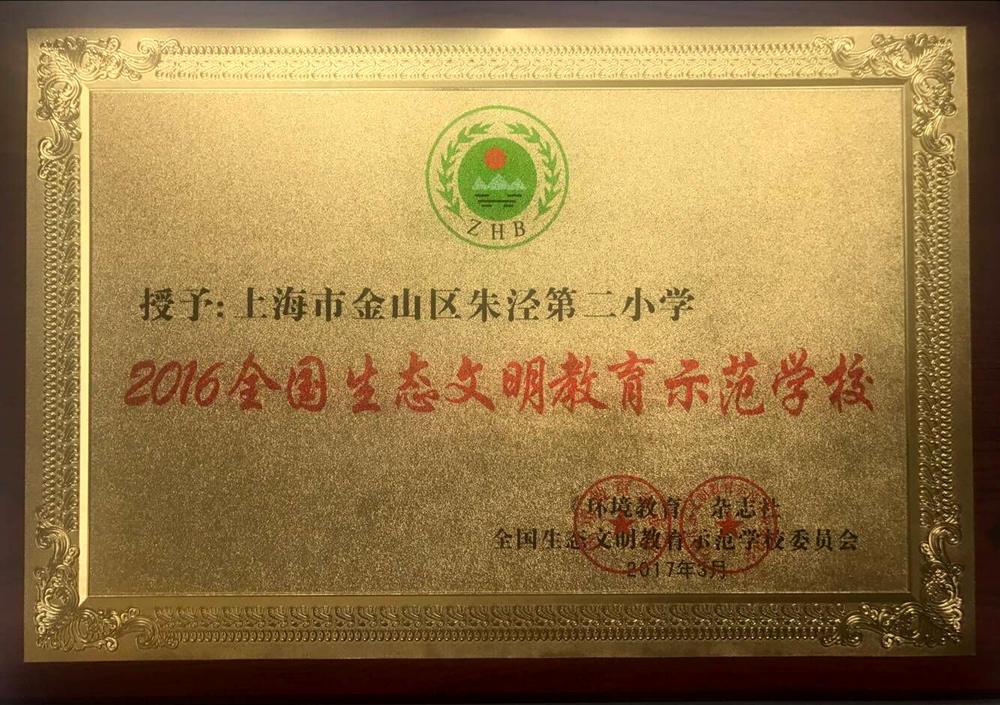 ZHB
授予:上海市金山区朱泾第二小学
2016全国生态文明教育示范学校
《环境教育》杂志社
全国生态文明教育示范学校委员会
2017年3月